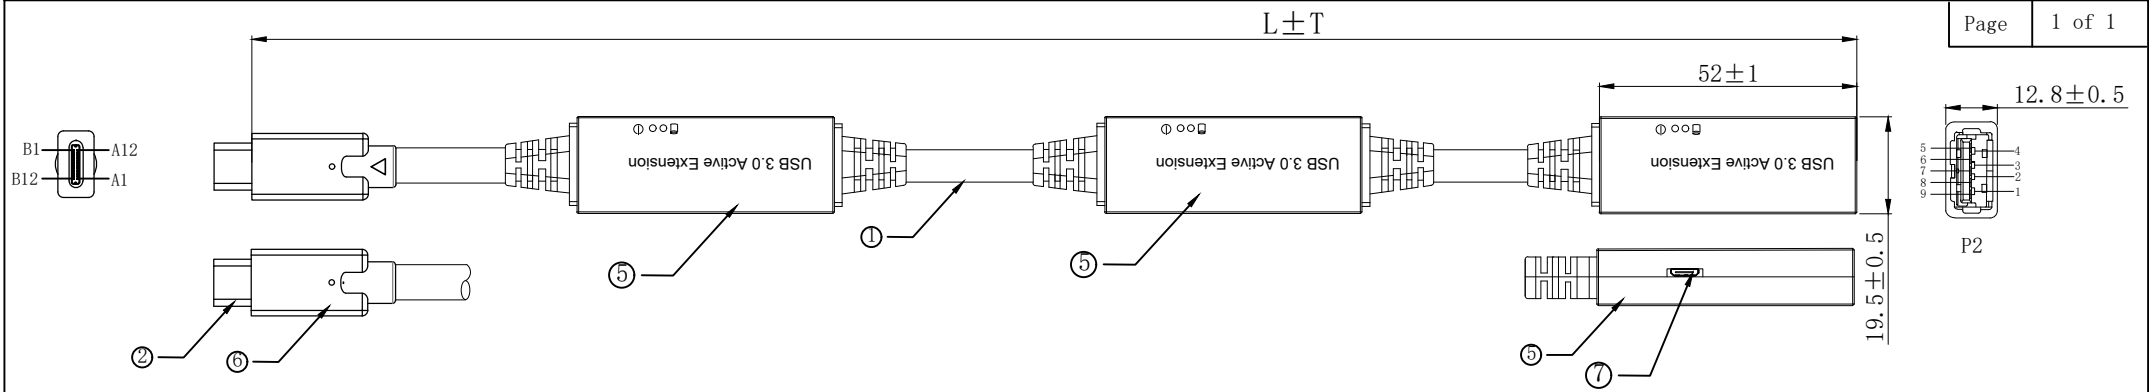 L±T
Page 1 of 1
52±1
12.8±0.5
B1 A12
B12 A1
USB 3.0 Active Extension
USB 3.0 Active Extension
USB 3.0 Active Extension
5 4
6 3
7 2
8 1
9
P2
19.5±0.5
①
⑤
⑤
②
⑥
⑤
⑦